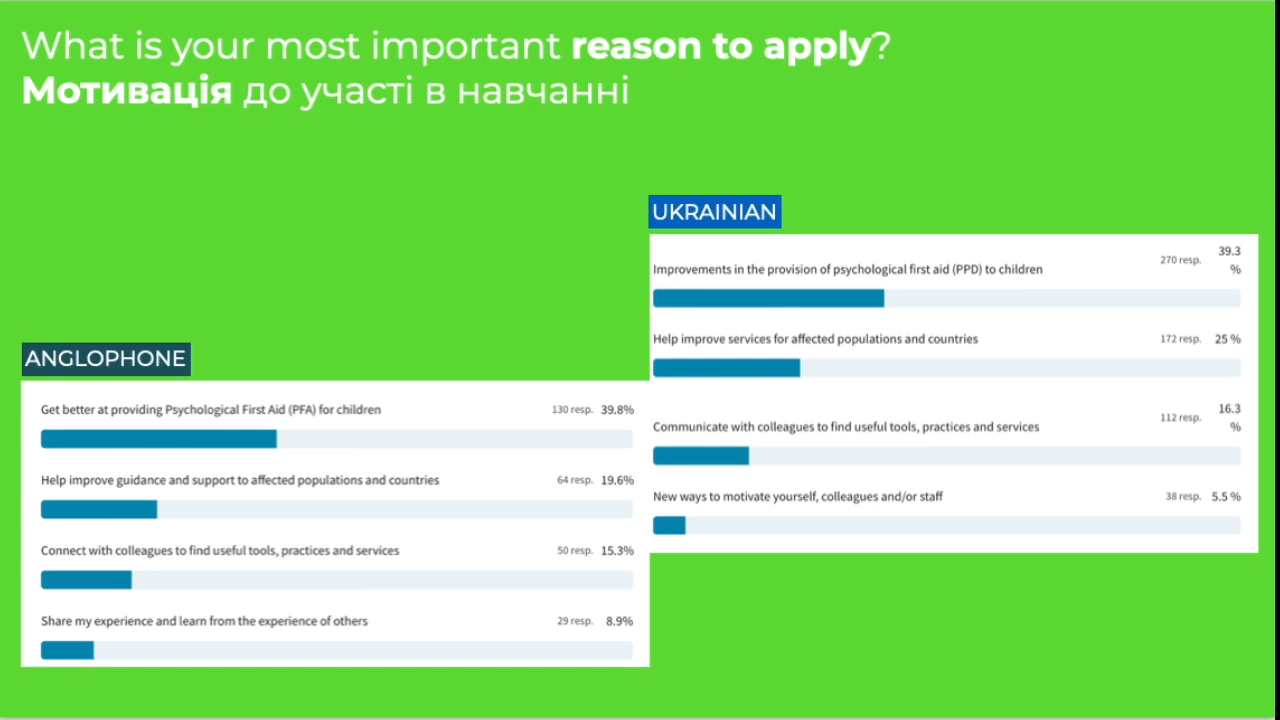 What is your most important reason to apply?
Мотивація до участі в навчанні
UKRAINIAN
Improvements in the provision of psychological first aid (PPD) to children 270 resp. 39.3 %
Help improve services for affected populations and countries 172 resp. 25 %
Communicate with colleagues to find useful tools, practices and services 112 resp. 16.3 %
New ways to motivate yourself, colleagues and/or staff 38 resp. 5.5 %
ANGLOPHONE
Get better at providing Psychological First Aid (PFA) for children 130 resp. 39.8%
Help improve guidance and support to affected populations and countries 64 resp. 19.6%
Connect with colleagues to find useful tools, practices and services 50 resp. 15.3%
Share my experience and learn from the experience of others 29 resp. 8.9%